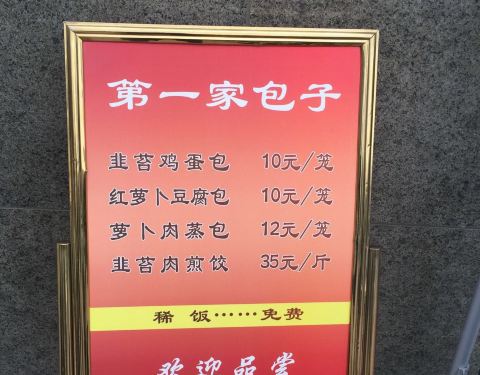 第一家包子
韭苔鸡蛋包 10元/笼
红萝卜豆腐包 10元/笼
萝卜肉蒸包 12元/笼
韭苔肉煎饺 35元/斤
稀 饭……免费
欢迎品尝